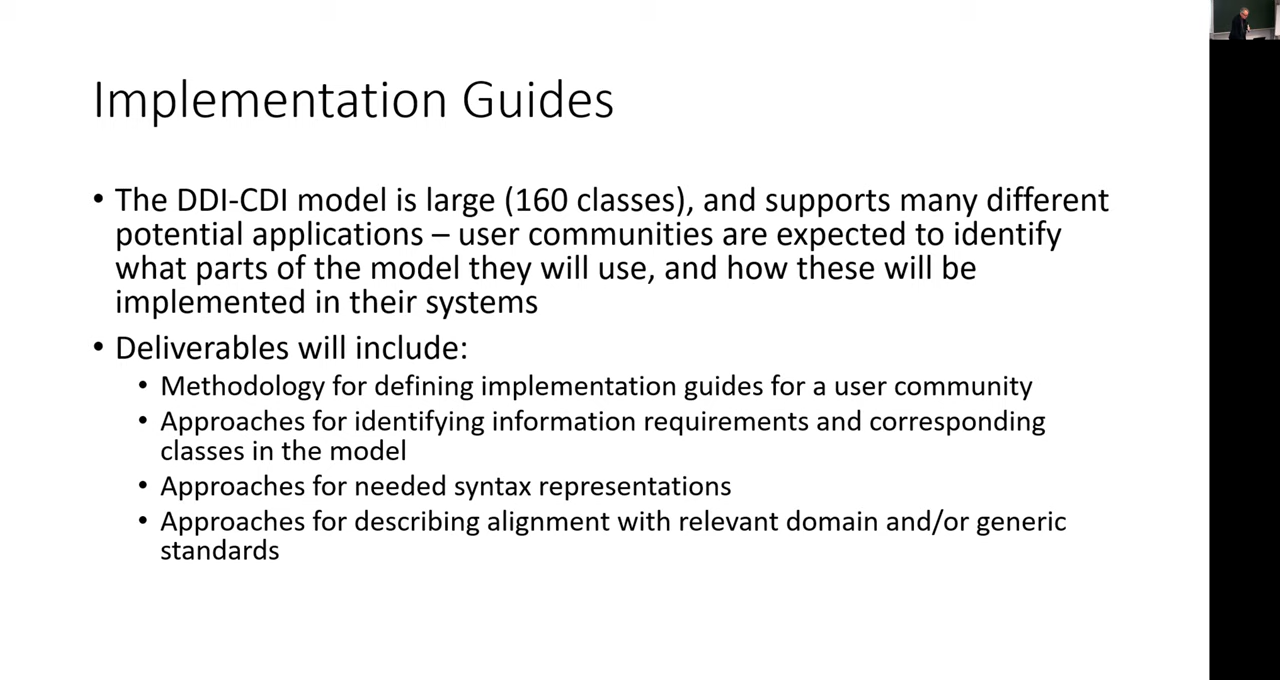 Implementation Guides
• The DDI-CDI model is large (160 classes), and supports many different
potential applications – user communities are expected to identify
what parts of the model they will use, and how these will be
implemented in their systems
• Deliverables will include:
• Methodology for defining implementation guides for a user community
• Approaches for identifying information requirements and corresponding
classes in the model
• Approaches for needed syntax representations
• Approaches for describing alignment with relevant domain and/or generic
standards